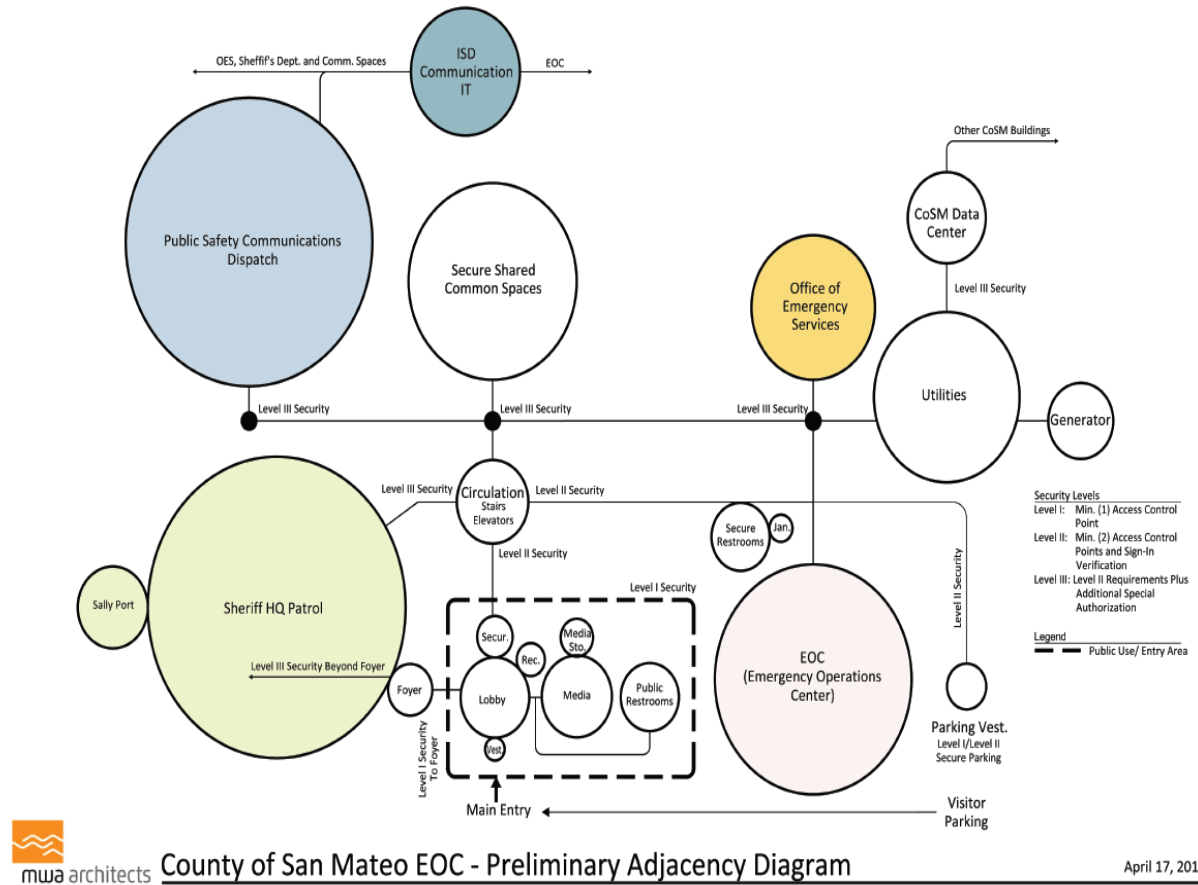 ISD
Communication
IT
OES, Sheffif's Dept. and Comm. Spaces
EOC
Other CoSM Buildings
Public Safety Communications
Dispatch
Secure Shared
Common Spaces
Office of
Emergency
Services
CoSM Data
Center
Level III Security
Utilities
Generator
Level III Security
Level III Security
Level III Security
Level III Security
Circulation
Stairs
Elevators
Level II Security
Level II Security
Secure
Restrooms
Jan.
Level II Security
Security Levels
Level I: Min. (1) Access Control
Point
Level II: Min. (2) Access Control
Points and Sign-In
Verification
Level III: Level II Requirements Plus
Additional Special
Authorization
Legend
Public Use/ Entry Area
Sally Port
Sheriff HQ Patrol
Level III Security Beyond Foyer
Foyer
Level I Security
To Foyer
Level I Security
Secur.
Rec.
Media
Sto.
Lobby
Media
Public
Restrooms
Vest.
EOC
(Emergency Operations
Center)
Parking Vest.
Level I/Level II
Secure Parking
Main Entry
Visitor
Parking
mwa architects
County of San Mateo EOC - Preliminary Adjacency Diagram
April 17, 201